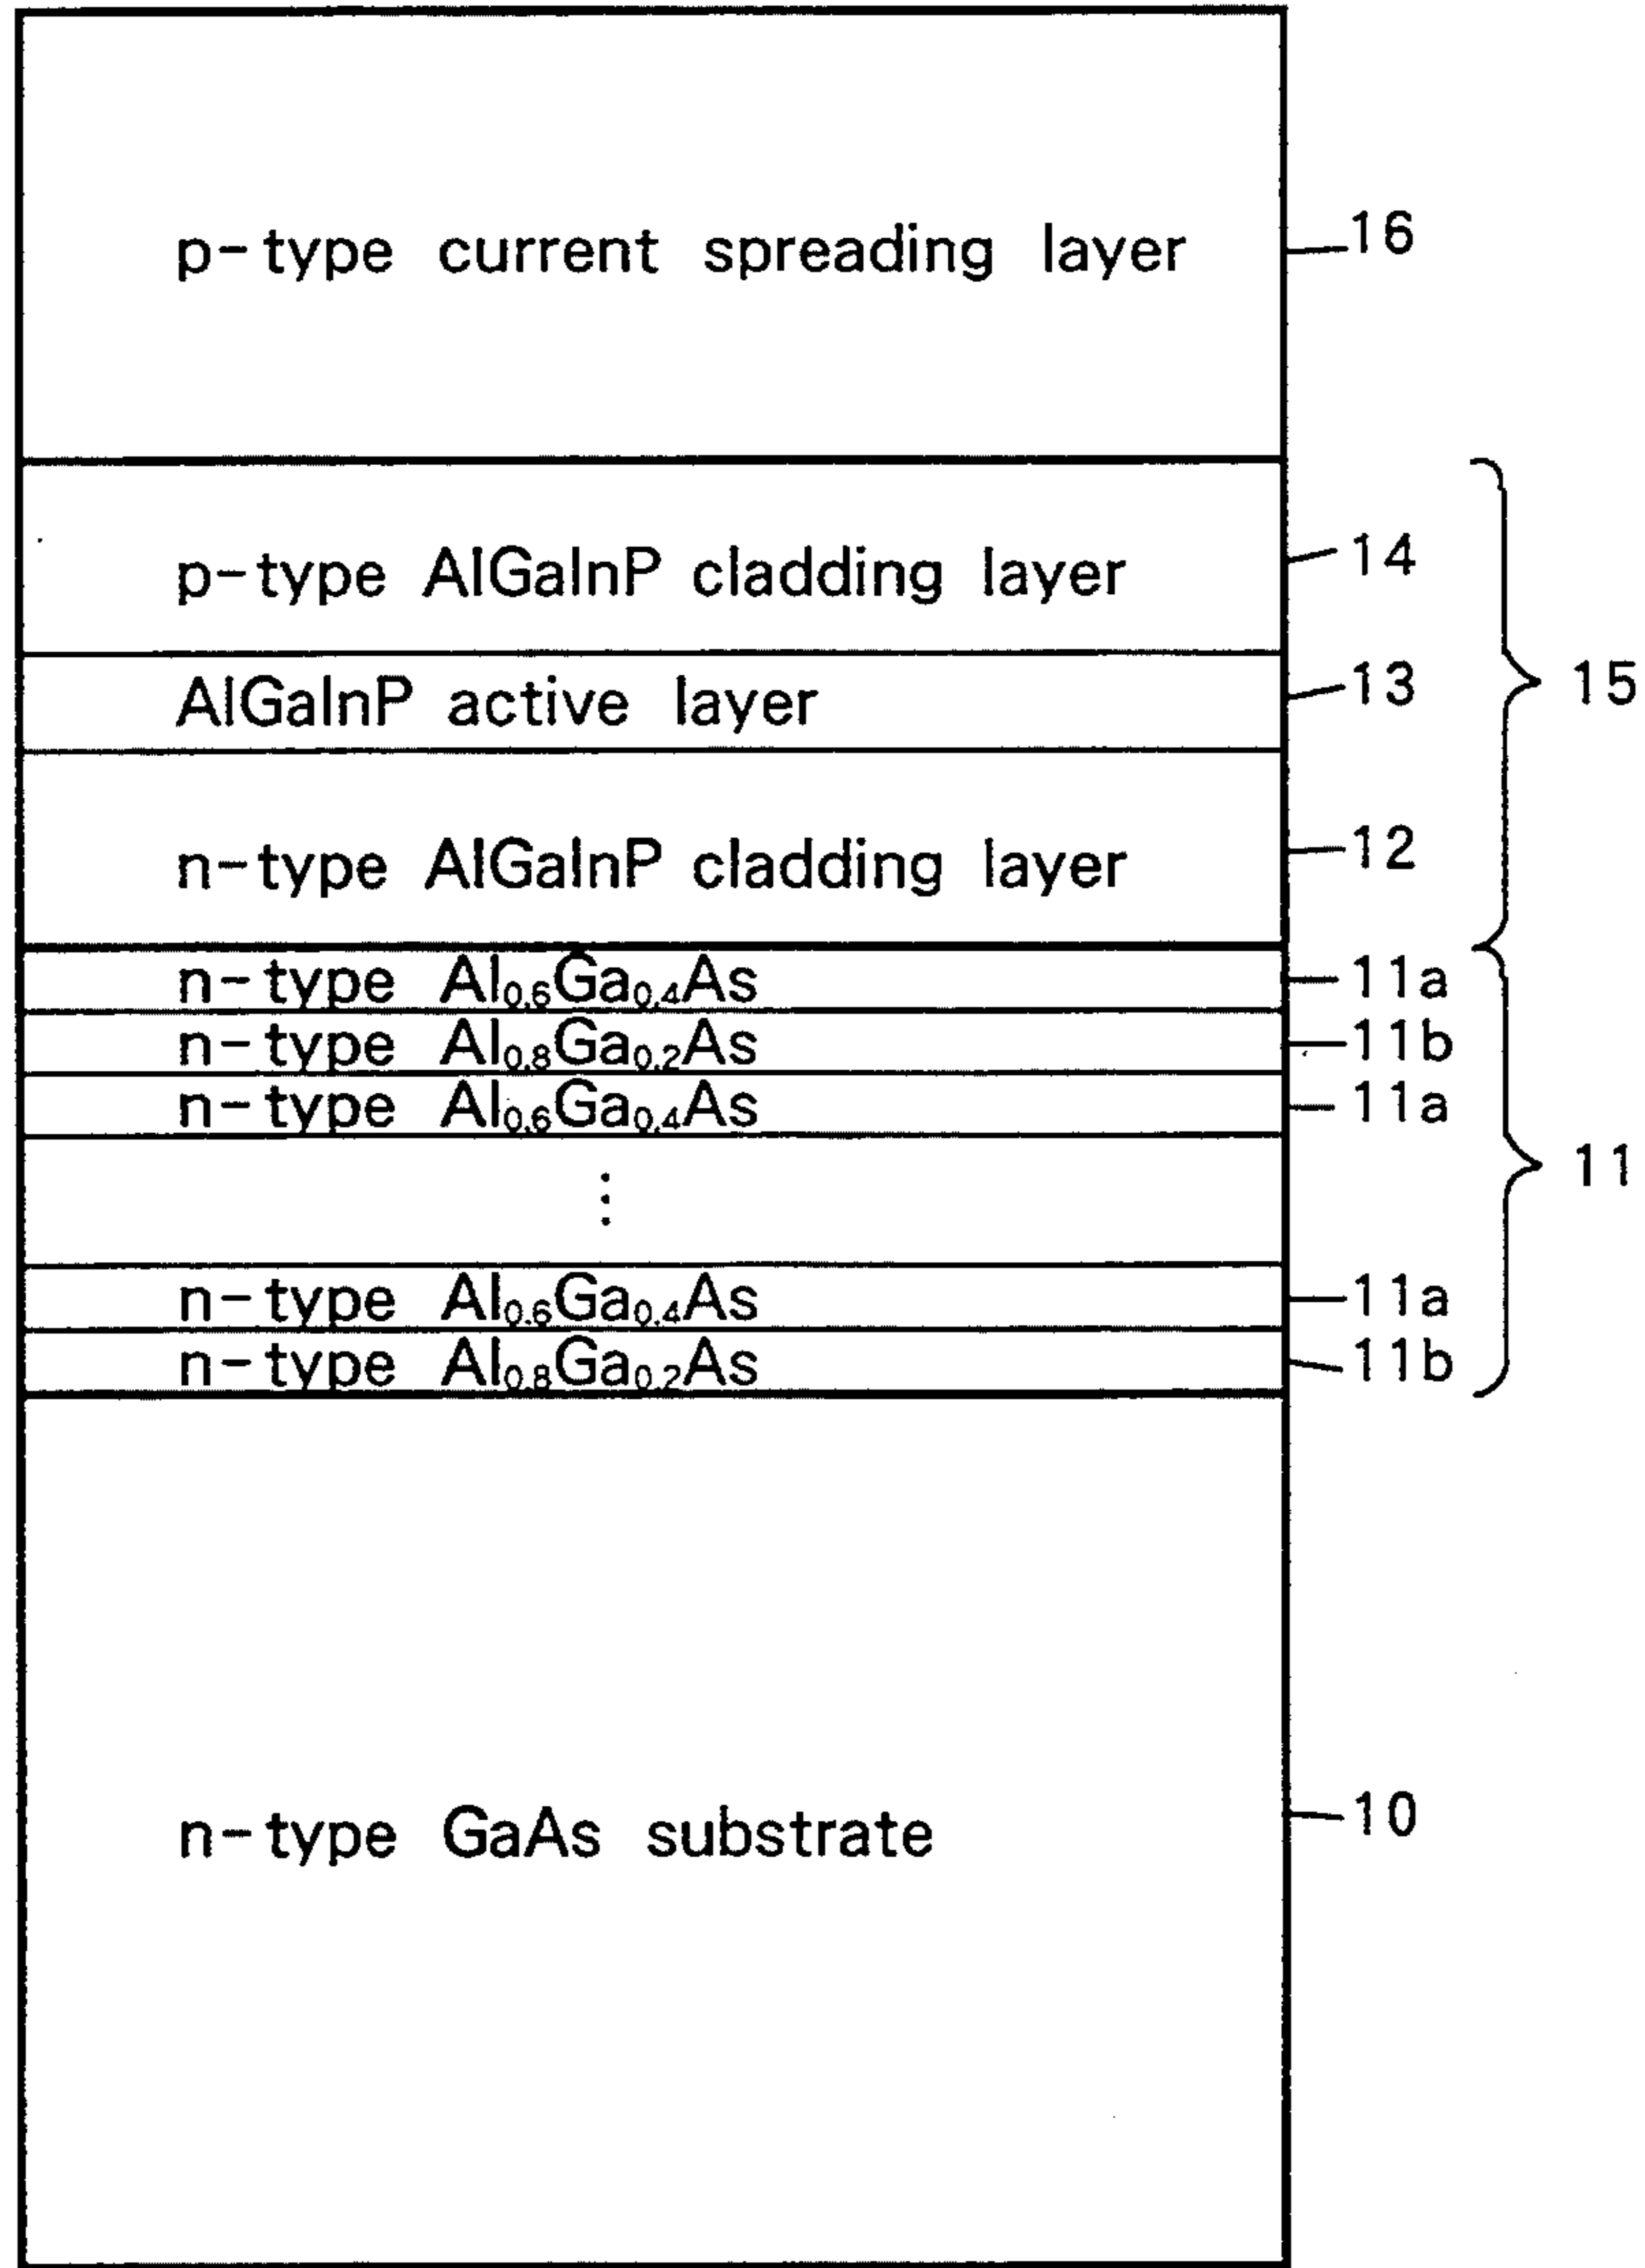 p-type current spreading layer 16
p-type AlGaInP cladding layer 14
AlGaInP active layer 13
15
n-type AlGaInP cladding layer 12
n-type Al0.6Ga0.4As 11a
n-type Al0.8Ga0.2As 11b
n-type Al0.6Ga0.4As 11a
⋮
11
n-type Al0.6Ga0.4As 11a
n-type Al0.8Ga0.2As 11b
n-type GaAs substrate 10